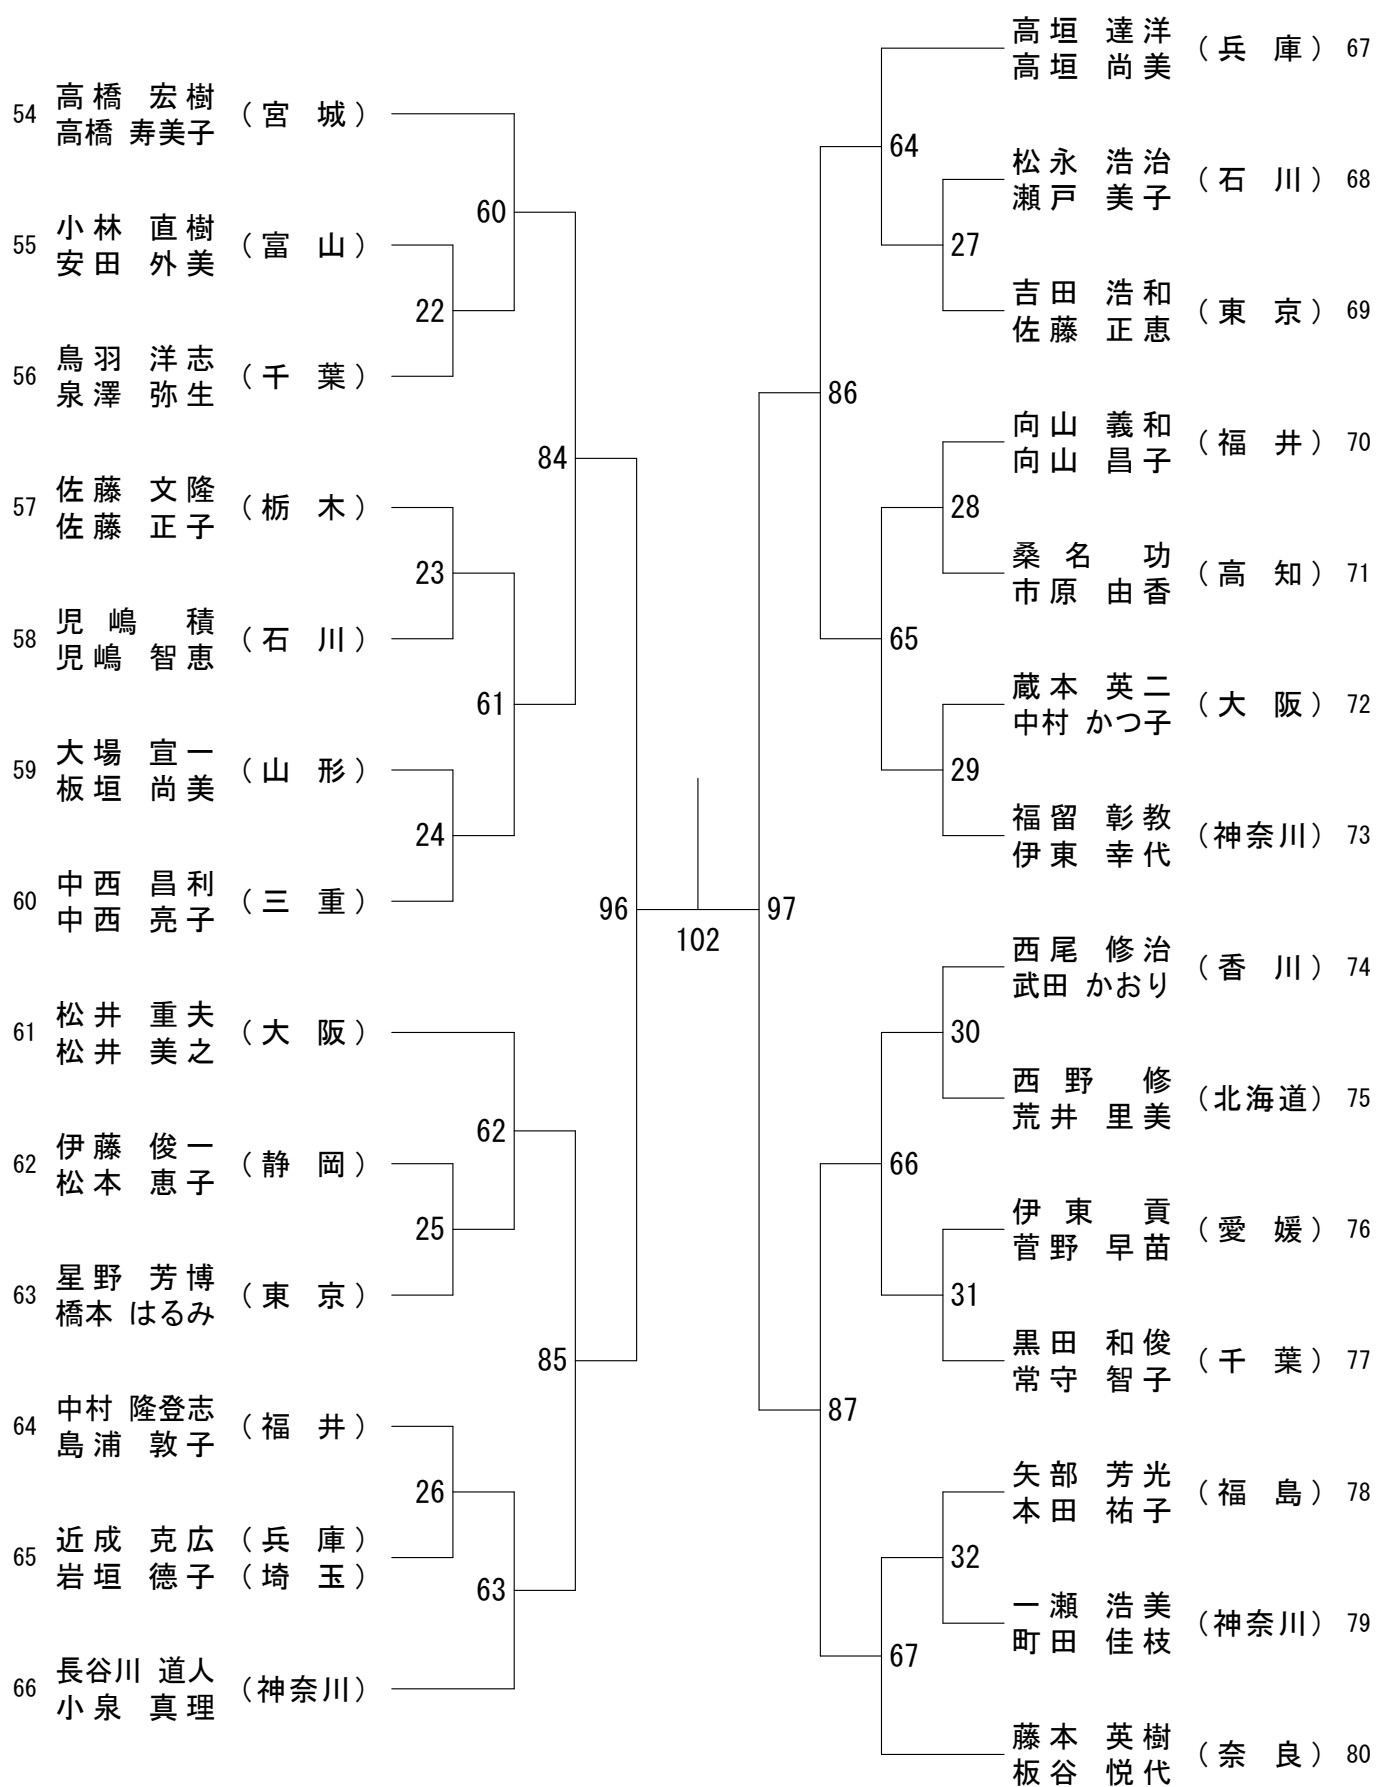 54 高橋 宏樹 (宮 城)
高橋 寿美子
60
55 小林 直樹 (富 山)
安田 外美
22
56 鳥羽 洋志 (千 葉)
泉澤 弥生
84
57 佐藤 文隆 (栃 木)
佐藤 正子
23
58 児嶋 積 (石 川)
児嶋 智恵
61
59 大場 宣一 (山 形)
板垣 尚美
24
60 中西 昌利 (三 重)
中西 亮子
96
61 松井 重夫 (大 阪)
松井 美之
62
62 伊藤 俊一 (静 岡)
松本 恵子
25
63 星野 芳博 (東 京)
橋本 はるみ
85
64 中村 隆登志 (福 井)
島浦 敦子
26
65 近成 克広 (兵 庫)
岩垣 德子 (埼 玉)
63
66 長谷川 道人 (神奈川)
小泉 真理
102
高垣 達洋 (兵 庫) 67
高垣 尚美
64
松永 浩治 (石 川) 68
瀬戸 美子
27
吉田 浩和 (東 京) 69
佐藤 正恵
86
向山 義和 (福 井) 70
向山 昌子
28
桑名 功 (高 知) 71
市原 由香
65
蔵本 英二 (大 阪) 72
中村 かつ子
29
福留 彰教 (神奈川) 73
伊東 幸代
97
西尾 修治 (香 川) 74
武田 かおり
30
西野 修 (北海道) 75
荒井 里美
66
伊東 貢 (愛 媛) 76
菅野 早苗
31
黒田 和俊 (千 葉) 77
常守 智子
87
矢部 芳光 (福 島) 78
本田 祐子
32
一瀬 浩美 (神奈川) 79
町田 佳枝
67
藤本 英樹 (奈 良) 80
板谷 悦代